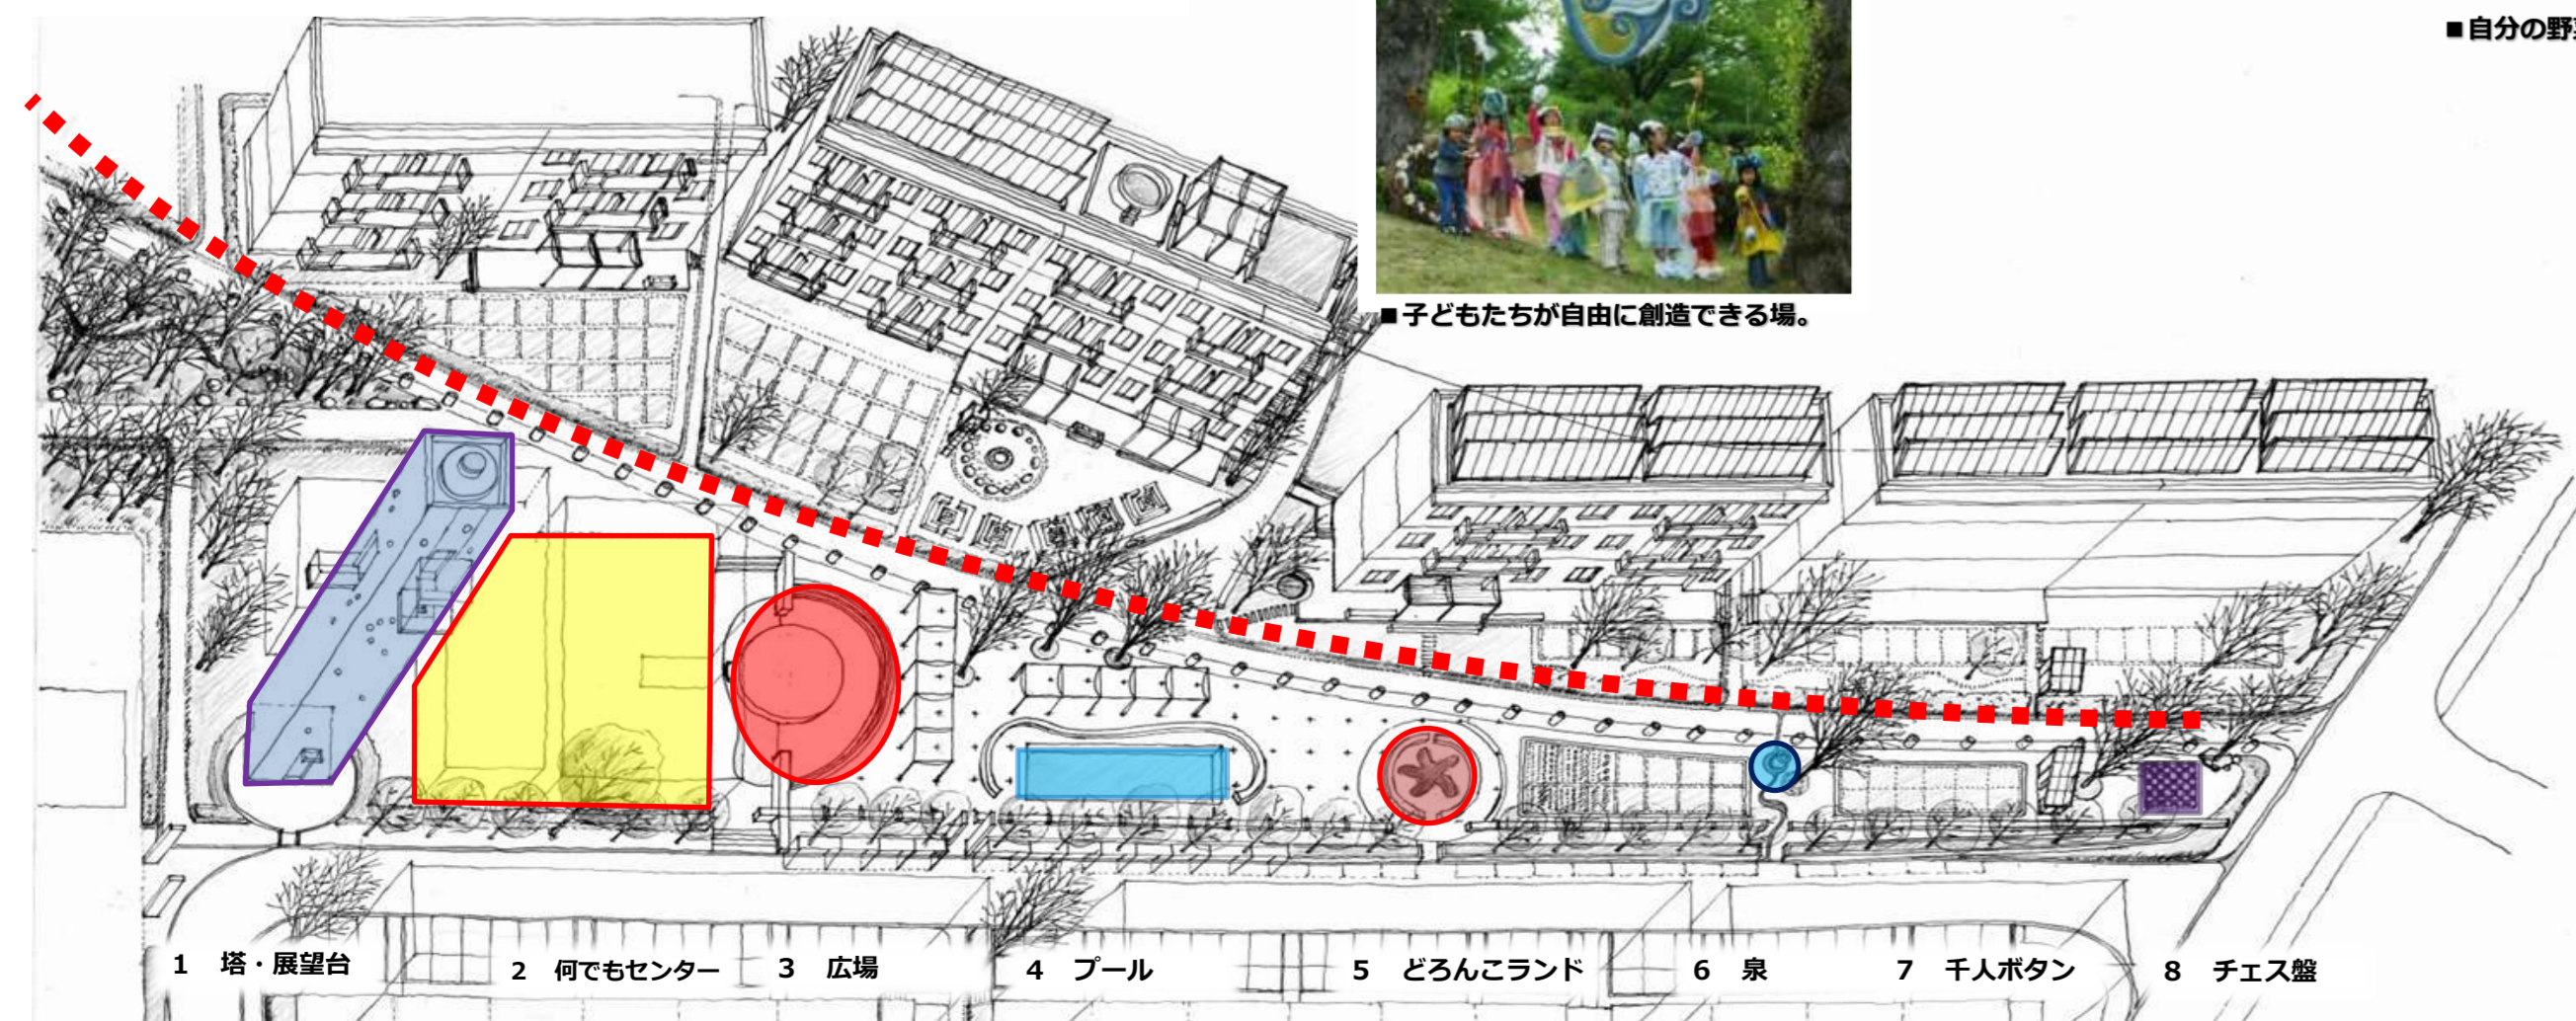 ■自分の野
■子どもたちが自由に創造できる場。
1 塔・展望台
2 何でもセンター
3 広場
4 プール
5 どろんこランド
6 泉
7 千人ボタン
8 チェス盤